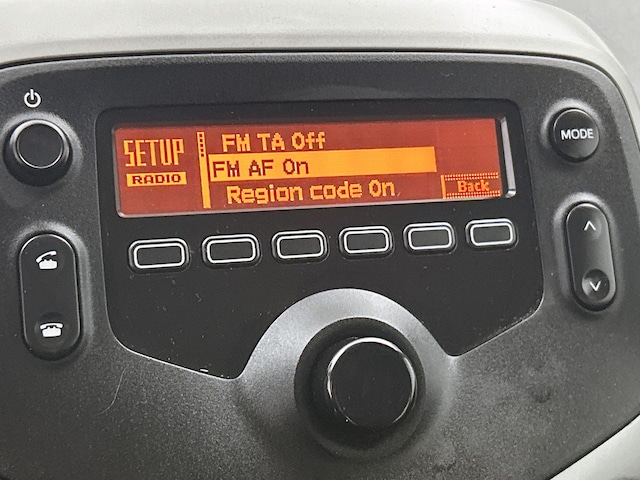 MODE
SETUP
RADIO
FM TA Off
FM AF On
Region code On
Back